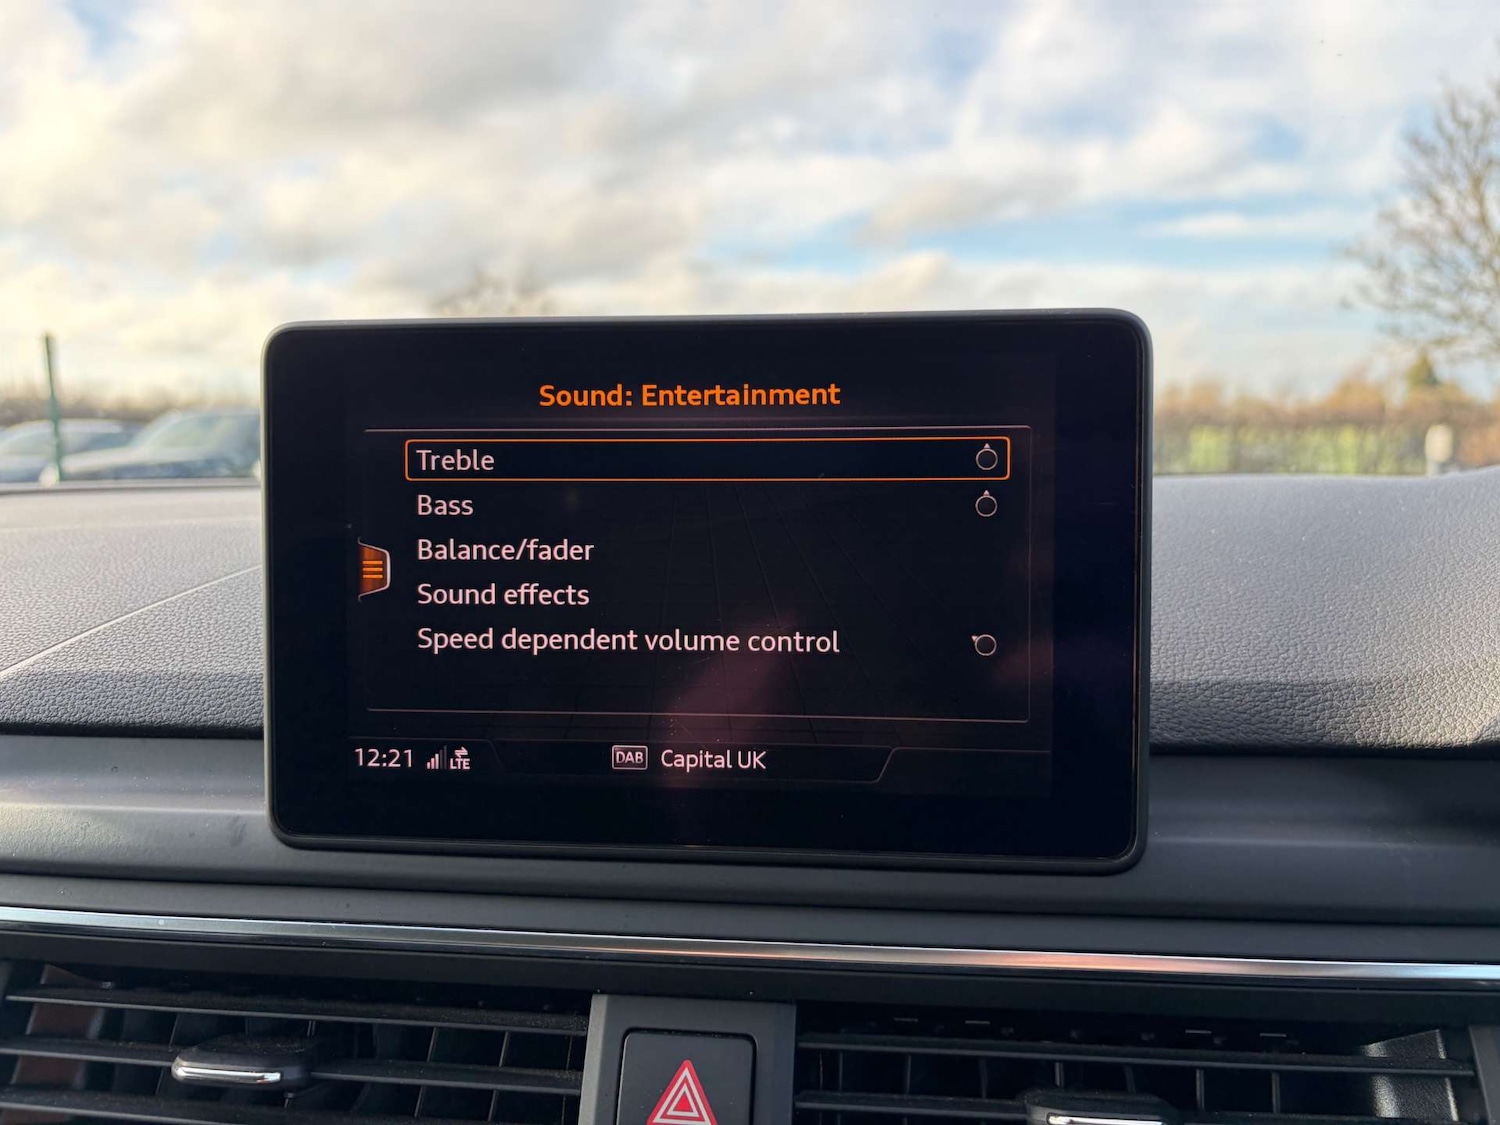 Sound: Entertainment
Treble
Bass
Balance/fader
Sound effects
Speed dependent volume control
12:21 LTE DAB Capital UK